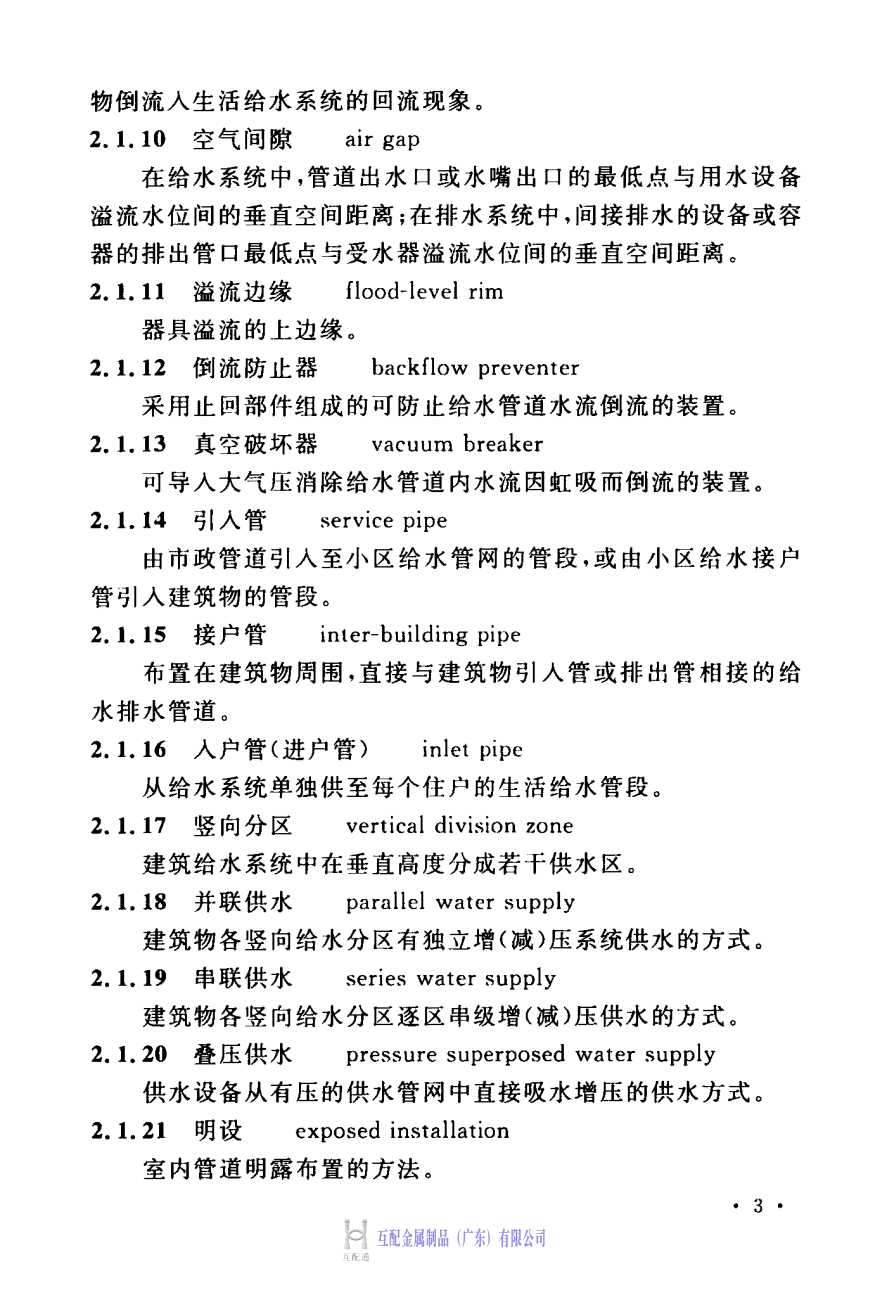 物倒流入生活给水系统的回流现象。
2.1.10 空气间隙 air gap
在给水系统中,管道出水口或水嘴出口的最低点与用水设备
溢流水位间的垂直空间距离;在排水系统中,间接排水的设备或容
器的排出管口最低点与受水器溢流水位间的垂直空间距离。
2.1.11 溢流边缘 flood-level rim
器具溢流的上边缘。
2.1.12 倒流防止器 backflow preventer
采用止回部件组成的可防止给水管道水流倒流的装置。
2.1.13 真空破坏器 vacuum breaker
可导入大气压消除给水管道内水流因虹吸而倒流的装置。
2.1.14 引入管 service pipe
由市政管道引入至小区给水管网的管段,或由小区给水接户
管引入建筑物的管段。
2.1.15 接户管 inter-building pipe
布置在建筑物周围,直接与建筑物引入管或排出管相接的给
水排水管道。
2.1.16 入户管(进户管) inlet pipe
从给水系统单独供至每个住户的生活给水管段。
2.1.17 竖向分区 vertical division zone
建筑给水系统中在垂直高度分成若干供水区。
2.1.18 并联供水 parallel water supply
建筑物各竖向给水分区有独立增(减)压系统供水的方式。
2.1.19 串联供水 series water supply
建筑物各竖向给水分区逐区串级增(减)压供水的方式。
2.1.20 叠压供水 pressure superposed water supply
供水设备从有压的供水管网中直接吸水增压的供水方式。
2.1.21 明设 exposed installation
室内管道明露布置的方法。
· 3 ·
互配金属制品(广东)有限公司
互配通